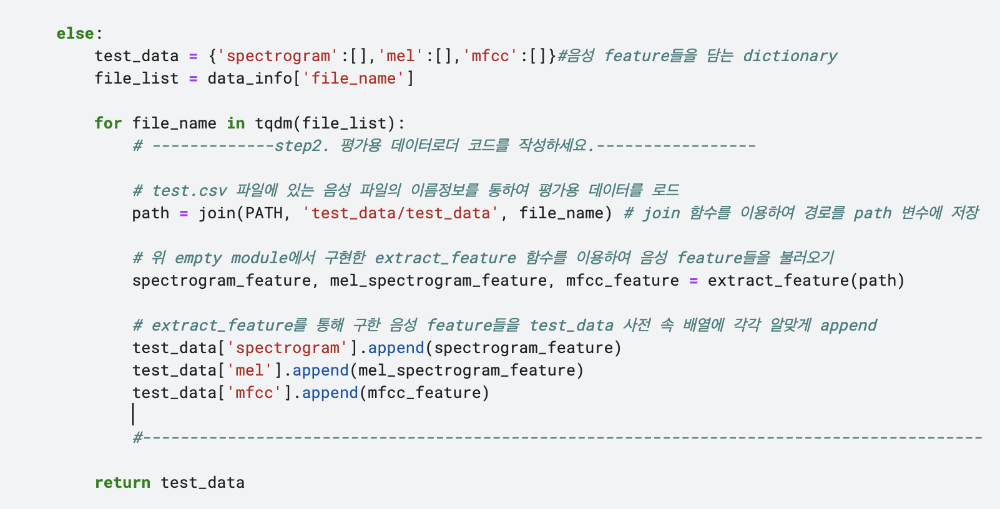 else:
test_data = {'spectrogram':[],'mel':[],'mfcc':[]}#음성 feature들을 담는 dictionary
file_list = data_info['file_name']
for file_name in tqdm(file_list):
# -------------step2. 평가용 데이터로더 코드를 작성하세요.-----------------
# test.csv 파일에 있는 음성 파일의 이름정보를 통하여 평가용 데이터를 로드
path = join(PATH, 'test_data/test_data', file_name) # join 함수를 이용하여 경로를 path 변수에 저장
# 위 empty module에서 구현한 extract_feature 함수를 이용하여 음성 feature들을 불러오기
spectrogram_feature, mel_spectrogram_feature, mfcc_feature = extract_feature(path)
# extract_feature를 통해 구한 음성 feature들을 test_data 사전 속 배열에 각각 알맞게 append
test_data['spectrogram'].append(spectrogram_feature)
test_data['mel'].append(mel_spectrogram_feature)
test_data['mfcc'].append(mfcc_feature)
#-----------------------------------------------------------------------------------------
return test_data